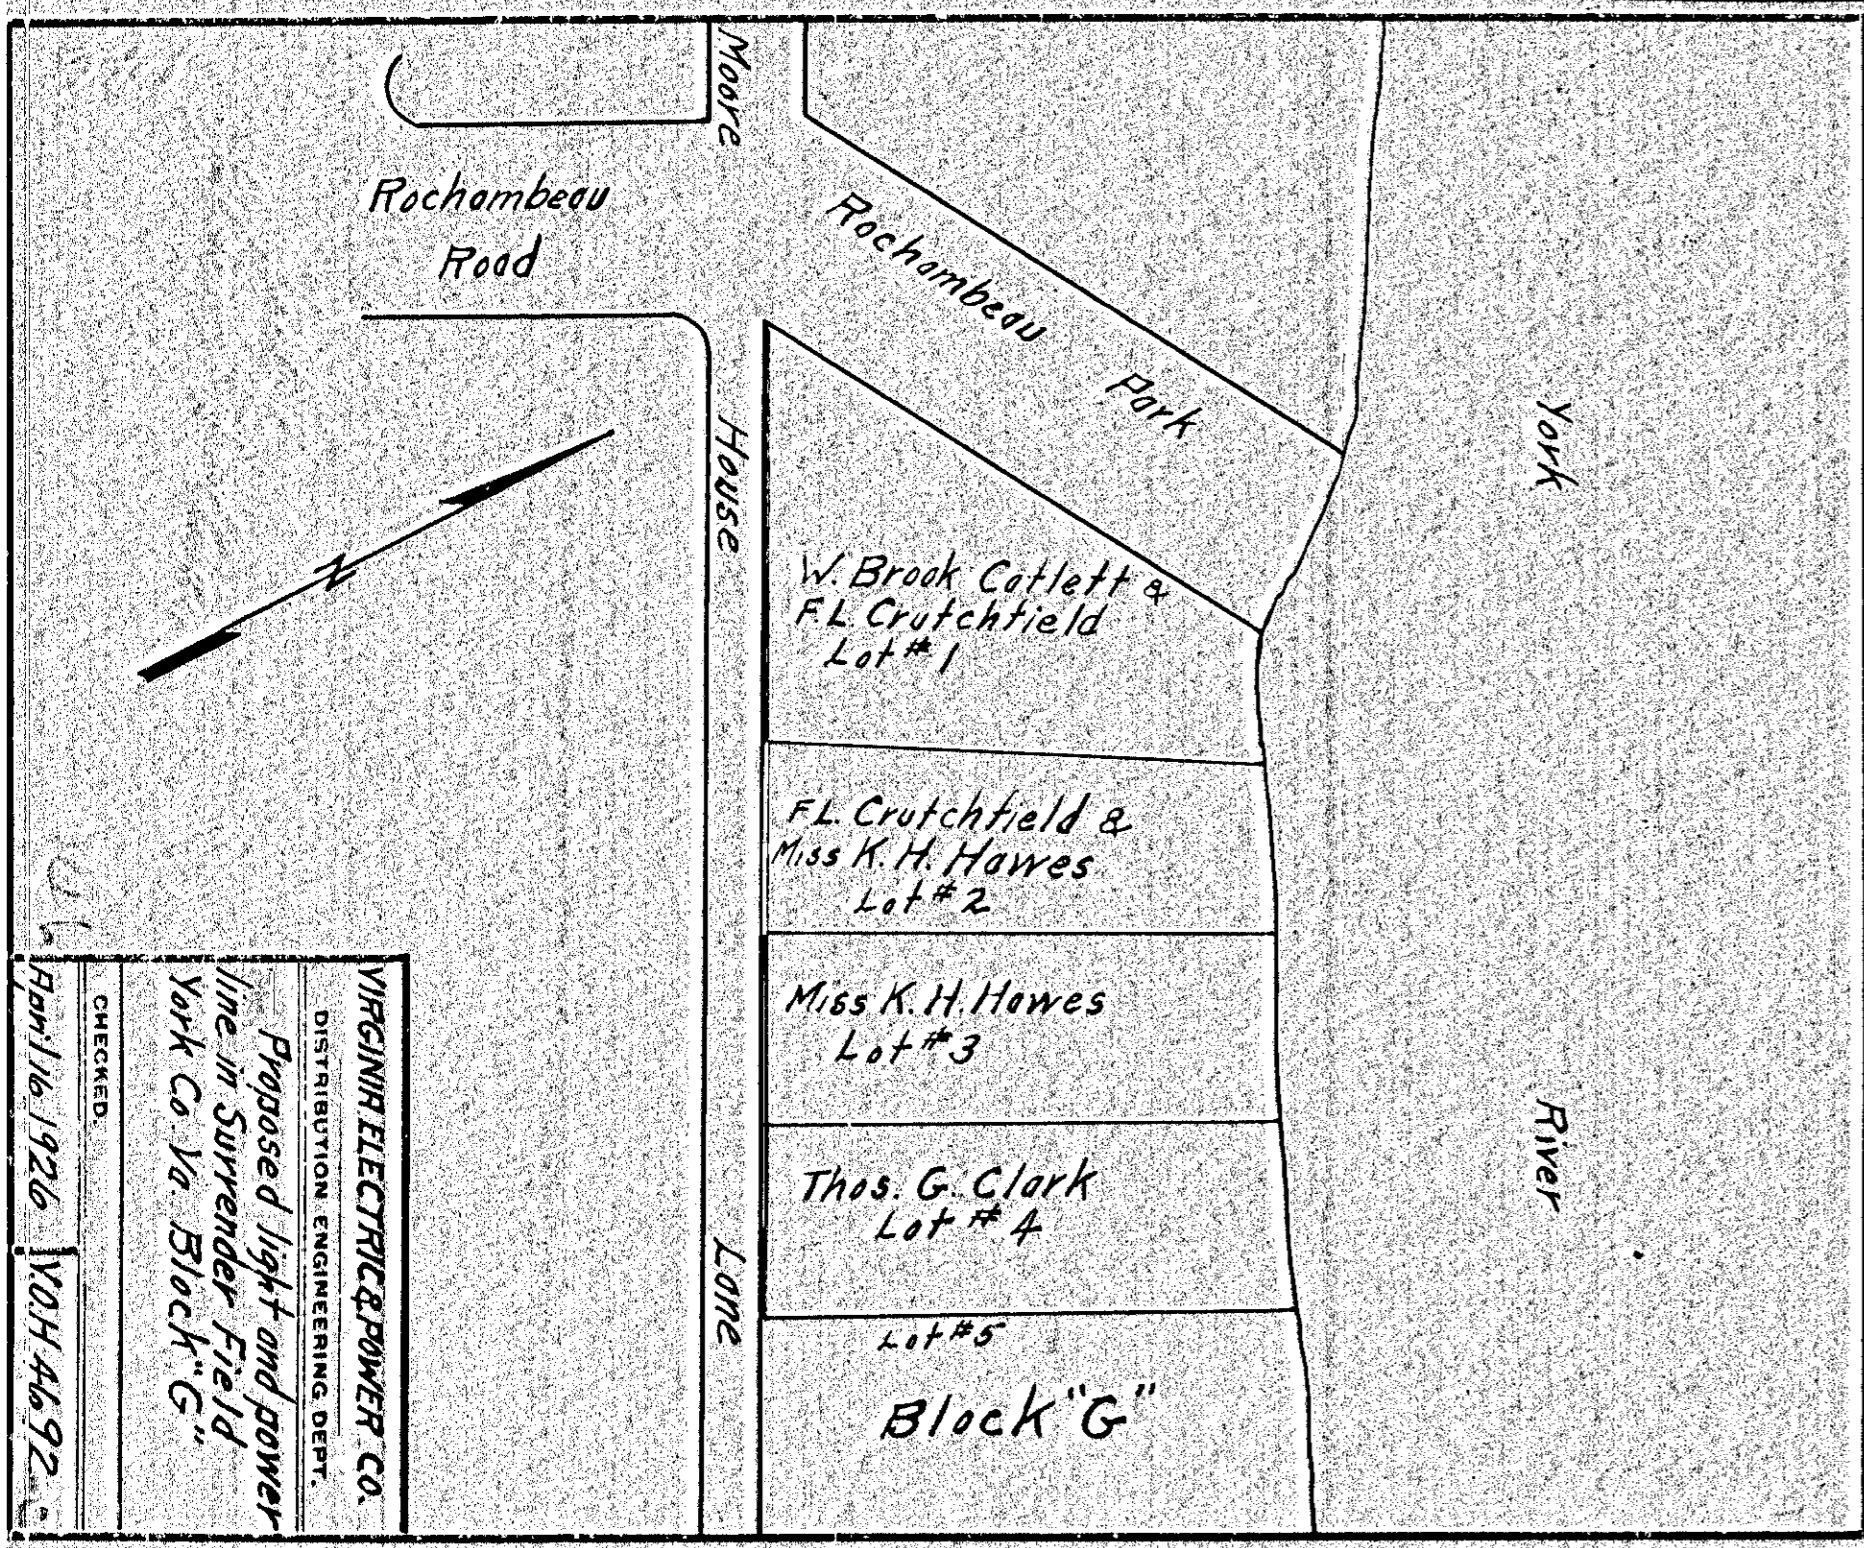 Moore
House
Lane
Rochambeau
Road
Rochambeau
Park
York
River
W. Brook Catlett &
F.L Crutchfield
Lot # 1
F.L. Crutchfield &
Miss K. H. Hawes
Lot # 2
Miss K. H. Hawes
Lot # 3
Thos. G. Clark
Lot # 4
Lot #5
Block "G"
N
VIRGINIA ELECTRIC & POWER CO.
DISTRIBUTION ENGINEERING DEPT.
Proposed light and power
line in Surrender Field
York Co. Va. Block "G"
CHECKED.
April 16 1926 Y.O.H 4692